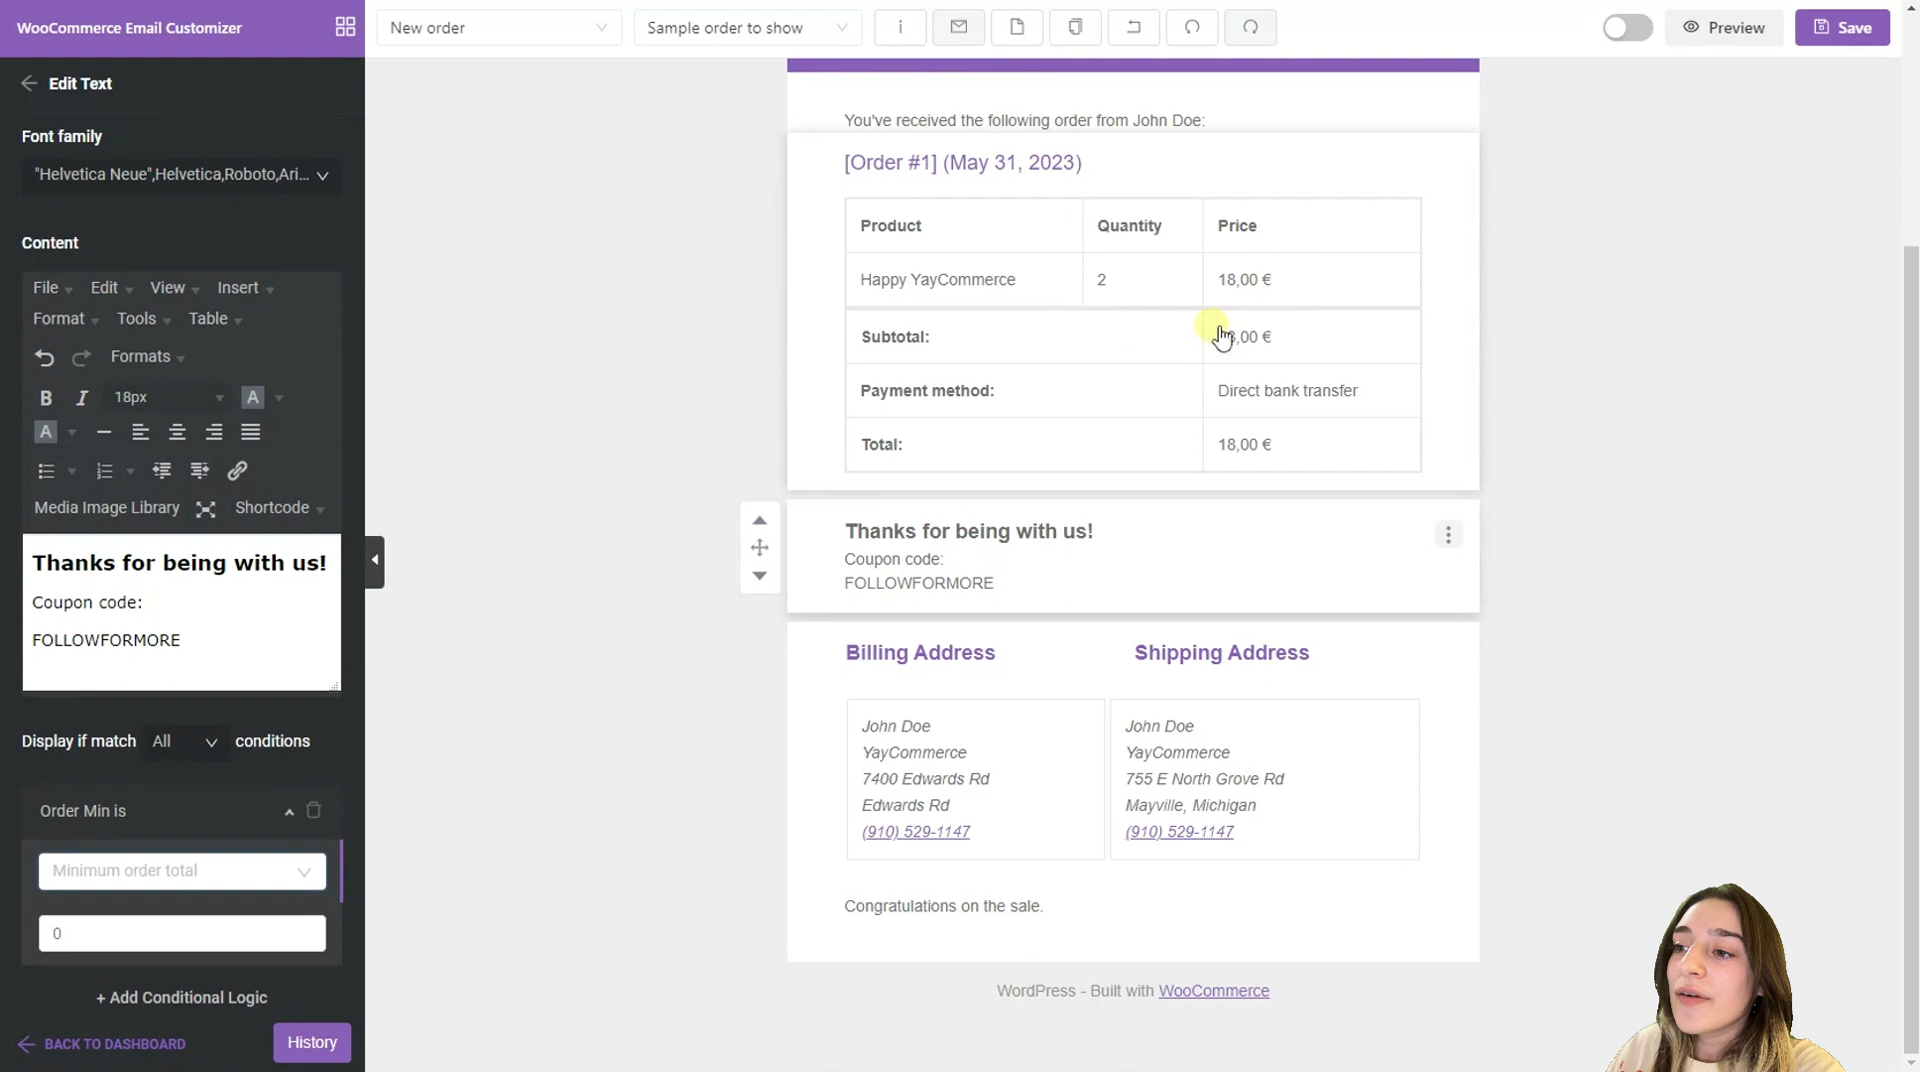 WooCommerce Email Customizer
New order
Sample order to show
Preview
Save
Edit Text
Font family
"Helvetica Neue",Helvetica,Roboto,Ari...
Content
File Edit View Insert
Format Tools Table
Formats
B I 18px A
A
Media Image Library Shortcode
Thanks for being with us!
Coupon code:
FOLLOWFORMORE
Display if match All conditions
Order Min is
Minimum order total
0
+ Add Conditional Logic
BACK TO DASHBOARD
History
You've received the following order from John Doe:
[Order #1] (May 31, 2023)
Product Quantity Price
Happy YayCommerce 2 18,00 €
Subtotal: 8,00 €
Payment method: Direct bank transfer
Total: 18,00 €
Thanks for being with us!
Coupon code:
FOLLOWFORMORE
Billing Address
Shipping Address
John Doe
YayCommerce
7400 Edwards Rd
Edwards Rd
(910) 529-1147
John Doe
YayCommerce
755 E North Grove Rd
Mayville, Michigan
(910) 529-1147
Congratulations on the sale.
WordPress - Built with WooCommerce